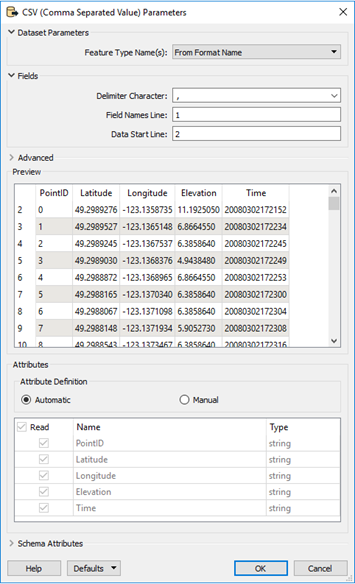 CSV (Comma Separated Value) Parameters
Dataset Parameters
Feature Type Name(s): From Format Name
Fields
Delimiter Character: ,
Field Names Line: 1
Data Start Line: 2
Advanced
Preview
PointID Latitude Longitude Elevation Time
2 0 49.2989276 -123.1358735 11.1925050 20080302172152
3 1 49.2989527 -123.1365148 6.8664550 20080302172234
4 2 49.2989245 -123.1367537 6.3858640 20080302172245
5 3 49.2989030 -123.1368376 4.9438480 20080302172249
6 4 49.2988872 -123.1368965 6.8664550 20080302172253
7 5 49.2988165 -123.1370340 6.3858640 20080302172300
8 6 49.2988067 -123.1371098 6.3858640 20080302172304
9 7 49.2988148 -123.1371934 5.9052730 20080302172308
10 8 49.2988543 -123.1373467 6.3858640 20080302172316
Attributes
Attribute Definition
Automatic Manual
Read Name Type
PointID string
Latitude string
Longitude string
Elevation string
Time string
Schema Attributes
Help Defaults OK Cancel